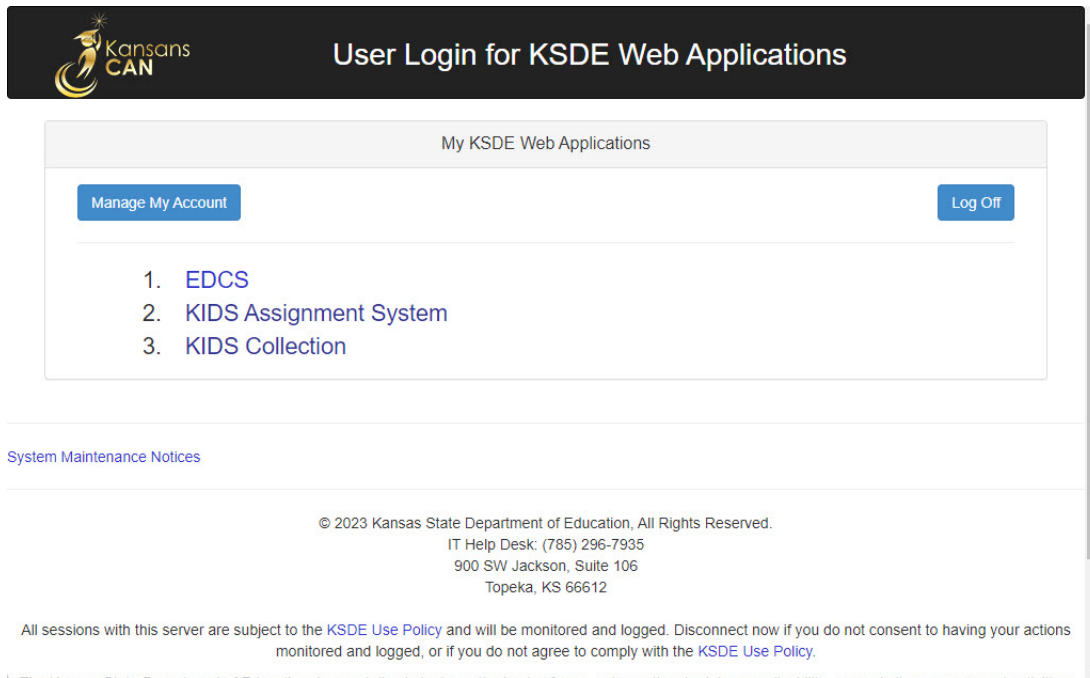 Kansans
CAN
User Login for KSDE Web Applications
My KSDE Web Applications
Manage My Account
Log Off
1. EDCS
2. KIDS Assignment System
3. KIDS Collection
System Maintenance Notices
© 2023 Kansas State Department of Education, All Rights Reserved.
IT Help Desk: (785) 296-7935
900 SW Jackson, Suite 106
Topeka, KS 66612
All sessions with this server are subject to the KSDE Use Policy and will be monitored and logged. Disconnect now if you do not consent to having your actions
monitored and logged, or if you do not agree to comply with the KSDE Use Policy.